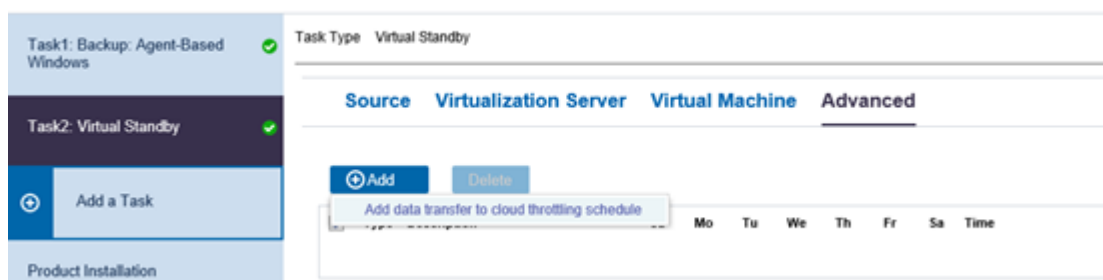 Task1: Backup: Agent-Based
Windows
Task2: Virtual Standby
Add a Task
Product Installation
Task Type Virtual Standby
Source Virtualization Server Virtual Machine Advanced
Add Delete
Add data transfer to cloud throttling schedule
Mo Tu We Th Fr Sa Time